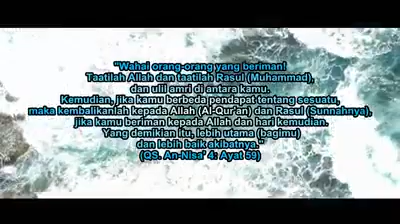 "Wahai orang-orang yang beriman!
Taatilah Allah dan taatilah Rasul (Muhammad),
dan ulil amri di antara kamu.
Kemudian, jika kamu berbeda pendapat tentang sesuatu,
maka kembalikanlah kepada Allah (Al-Qur'an) dan Rasul (Sunnahnya),
jika kamu beriman kepada Allah dan hari kemudian.
Yang demikian itu, lebih utama (bagimu)
dan lebih baik akibatnya."
(QS. An-Nisa' 4: Ayat 59)